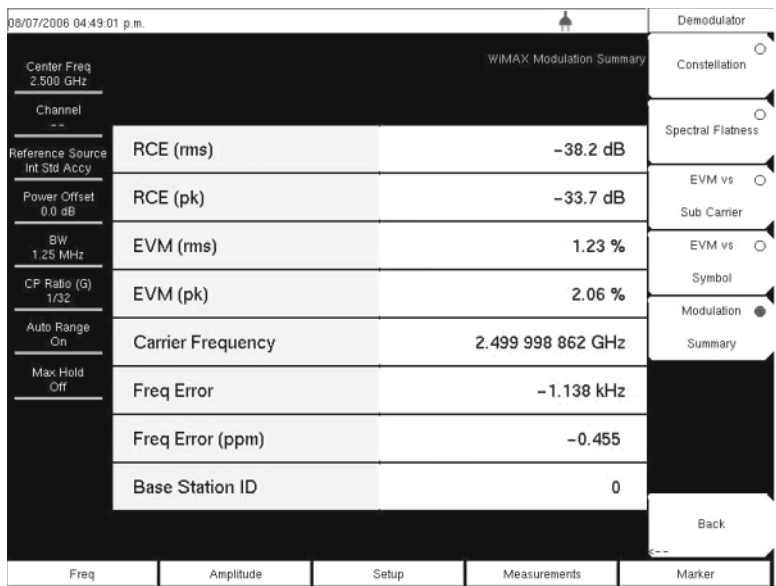 08/07/2006 04:49:01 p.m.
Demodulator
WiMAX Modulation Summary
Center Freq
2.500 GHz
Channel
--
Reference Source
Int Std Accy
Power Offset
0.0 dB
BW
1.25 MHz
CP Ratio (G)
1/32
Auto Range
On
Max Hold
Off
RCE (rms) -38.2 dB
RCE (pk) -33.7 dB
EVM (rms) 1.23 %
EVM (pk) 2.06 %
Carrier Frequency 2.499 998 862 GHz
Freq Error -1.138 kHz
Freq Error (ppm) -0.455
Base Station ID 0
Constellation
Spectral Flatness
EVM vs
Sub Carrier
EVM vs
Symbol
Modulation
Summary
Back
<--
Freq Amplitude Setup Measurements Marker